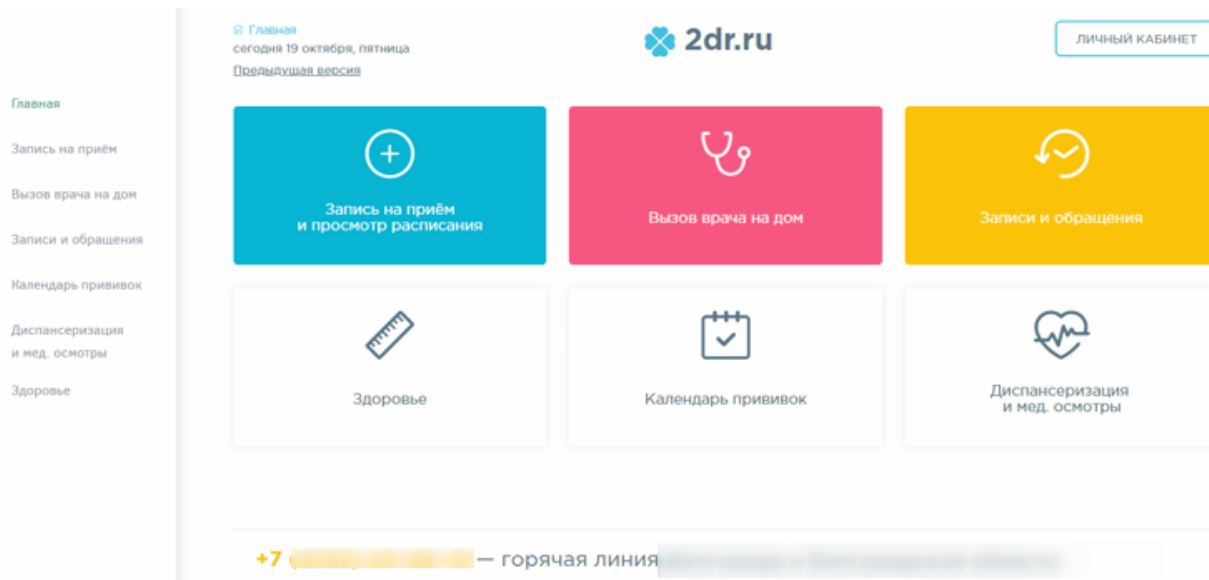 Главная
сегодня 19 октября, пятница
Предыдущая версия
2dr.ru
ЛИЧНЫЙ КАБИНЕТ
Главная
Запись на приём
Вызов врача на дом
Записи и обращения
Календарь прививок
Диспансеризация
и мед. осмотры
Здоровье
Запись на приём
и просмотр расписания
Вызов врача на дом
Записи и обращения
Здоровье
Календарь прививок
Диспансеризация
и мед. осмотры
+7 — горячая линия